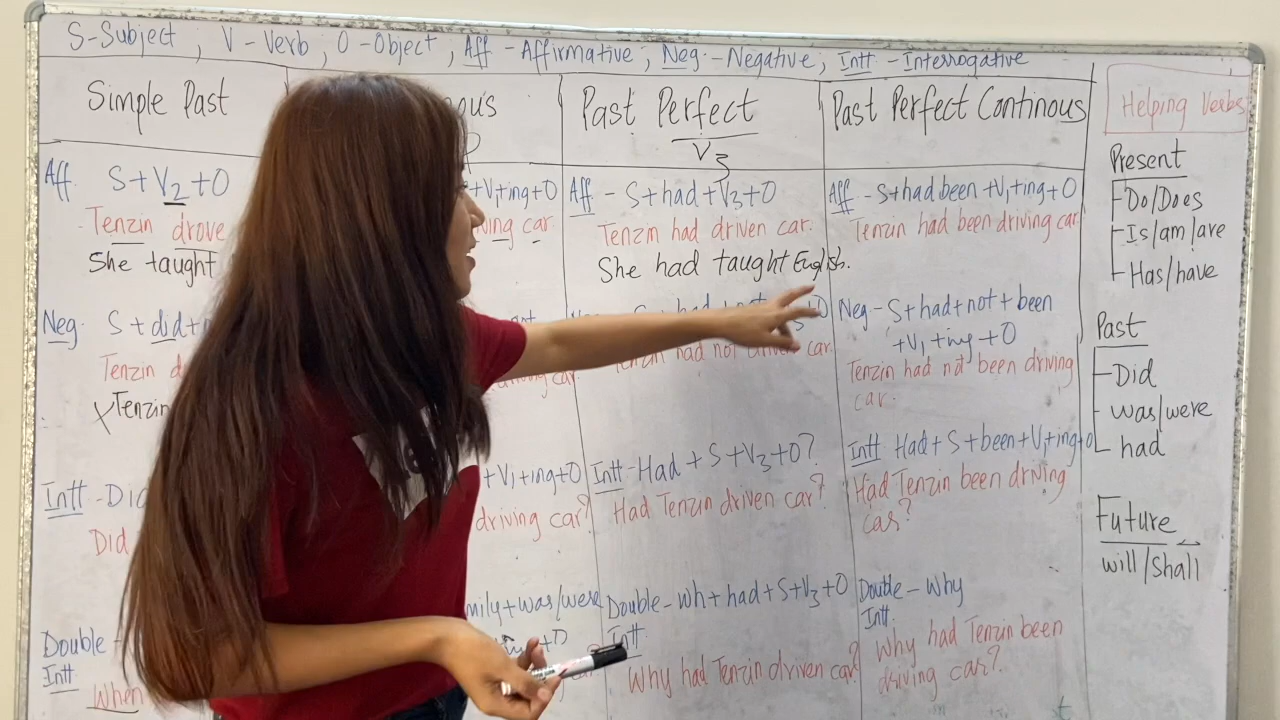 S-Subject ; V-Verb ; O-Object , Aff -Affirmative ; Neg. -Negative ; Intt -Interrogative
Simple Past
Aff. S+V2+O
Tenzin drove
She taught
Neg. S+did+
Tenzin
XTenzin
Intt -Did
Did
Double -
Intt
When
+V1+ing+O
car.
+V1+ing+O
driving car?
+was/were
+O
Past Perfect
V3
Aff - S+had+V3+O
Tenzin had driven car.
She had taught English.
Tenzin had not driven car.
Intt-Had + S+V3+O?
Had Tenzin driven car?
Double-Wh+had+S+V3+O
Intt.
Why had Tenzin driven car?
Past Perfect Continous
Aff -S+had been +V1+ing+O
Tenzin had been driving car
Neg-S+had+not+been
+V1+ing+O
Tenzin had not been driving
car.
Intt Had+S+been+V1+ing+O
Had Tenzin been driving
Car?
Double-Why
Intt.
Why had Tenzin been
driving car?
Helping Verbs
Present
-Do/Does
-Is/am/are
-Has/have
Past
-Did
-was/were
-had
Future
will/Shall